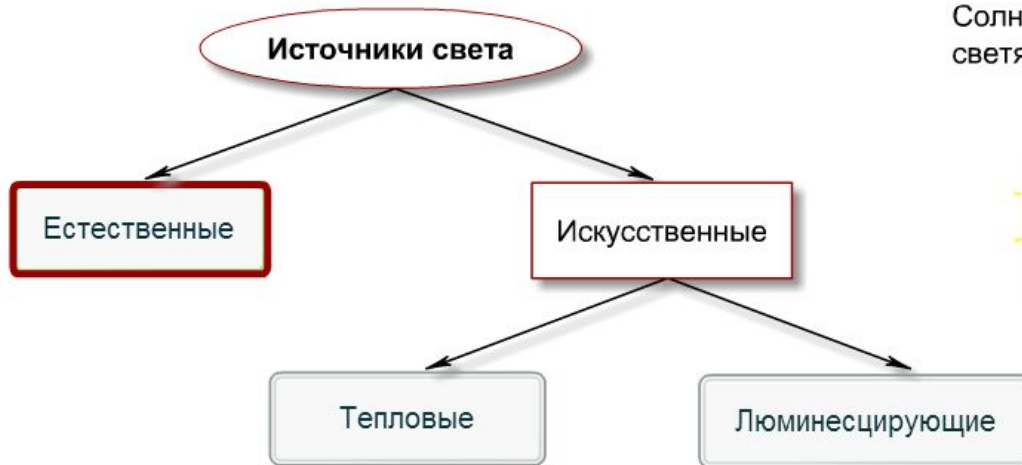 Источники света
Естественные
Искусственные
Тепловые
Люминесцирующие